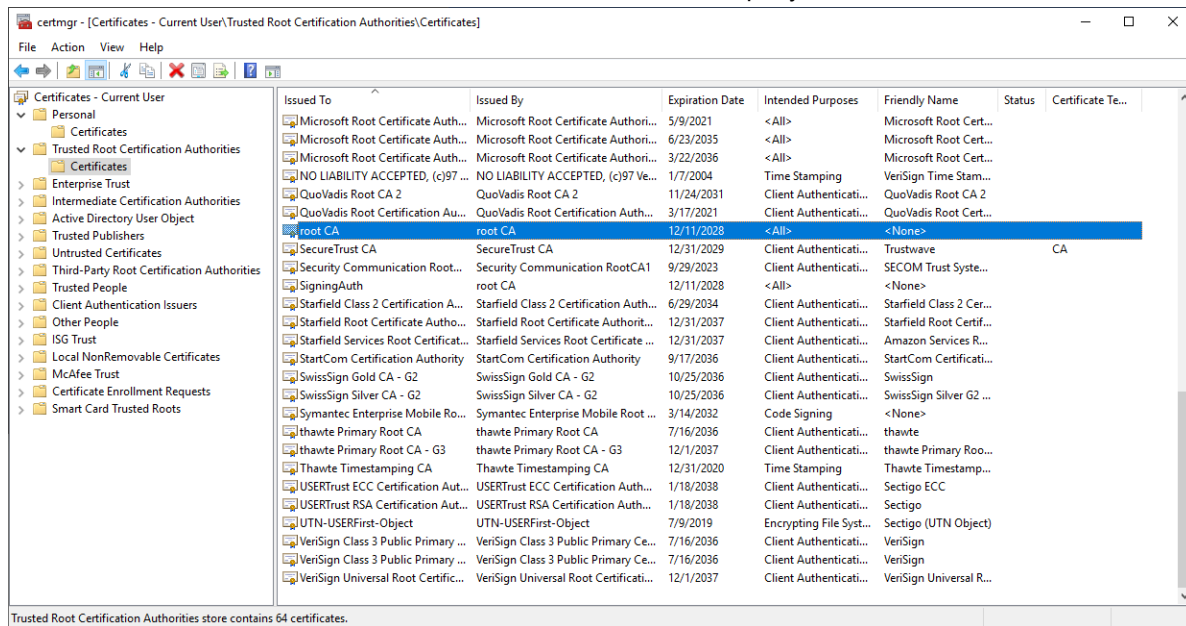 certmgr - [Certificates - Current User\Trusted Root Certification Authorities\Certificates]
File Action View Help
Certificates - Current User
Personal
Certificates
Trusted Root Certification Authorities
Certificates
Enterprise Trust
Intermediate Certification Authorities
Active Directory User Object
Trusted Publishers
Untrusted Certificates
Third-Party Root Certification Authorities
Trusted People
Client Authentication Issuers
Other People
ISG Trust
Local NonRemovable Certificates
McAfee Trust
Certificate Enrollment Requests
Smart Card Trusted Roots
Issued To Issued By Expiration Date Intended Purposes Friendly Name Status Certificate Te...
Microsoft Root Certificate Auth... Microsoft Root Certificate Authori... 5/9/2021 <All> Microsoft Root Cert...
Microsoft Root Certificate Auth... Microsoft Root Certificate Authori... 6/23/2035 <All> Microsoft Root Cert...
Microsoft Root Certificate Auth... Microsoft Root Certificate Authori... 3/22/2036 <All> Microsoft Root Cert...
NO LIABILITY ACCEPTED, (c)97 ... NO LIABILITY ACCEPTED, (c)97 Ve... 1/7/2004 Time Stamping VeriSign Time Stam...
QuoVadis Root CA 2 QuoVadis Root CA 2 11/24/2031 Client Authenticati... QuoVadis Root CA 2
QuoVadis Root Certification Au... QuoVadis Root Certification Auth... 3/17/2021 Client Authenticati... QuoVadis Root Cert...
root CA root CA 12/11/2028 <All> <None>
SecureTrust CA SecureTrust CA 12/31/2029 Client Authenticati... Trustwave CA
Security Communication Root... Security Communication RootCA1 9/29/2023 Client Authenticati... SECOM Trust Syste...
SigningAuth root CA 12/11/2028 <All> <None>
Starfield Class 2 Certification A... Starfield Class 2 Certification Auth... 6/29/2034 Client Authenticati... Starfield Class 2 Cer...
Starfield Root Certificate Autho... Starfield Root Certificate Authorit... 12/31/2037 Client Authenticati... Starfield Root Certif...
Starfield Services Root Certificat... Starfield Services Root Certificate ... 12/31/2037 Client Authenticati... Amazon Services R...
StartCom Certification Authority StartCom Certification Authority 9/17/2036 Client Authenticati... StartCom Certificati...
SwissSign Gold CA - G2 SwissSign Gold CA - G2 10/25/2036 Client Authenticati... SwissSign
SwissSign Silver CA - G2 SwissSign Silver CA - G2 10/25/2036 Client Authenticati... SwissSign Silver G2 ...
Symantec Enterprise Mobile Ro... Symantec Enterprise Mobile Root ... 3/14/2032 Code Signing <None>
thawte Primary Root CA thawte Primary Root CA 7/16/2036 Client Authenticati... thawte
thawte Primary Root CA - G3 thawte Primary Root CA - G3 12/1/2037 Client Authenticati... thawte Primary Roo...
Thawte Timestamping CA Thawte Timestamping CA 12/31/2020 Time Stamping Thawte Timestamp...
USERTrust ECC Certification Aut... USERTrust ECC Certification Auth... 1/18/2038 Client Authenticati... Sectigo ECC
USERTrust RSA Certification Aut... USERTrust RSA Certification Auth... 1/18/2038 Client Authenticati... Sectigo
UTN-USERFirst-Object UTN-USERFirst-Object 7/9/2019 Encrypting File Syst... Sectigo (UTN Object)
VeriSign Class 3 Public Primary ... VeriSign Class 3 Public Primary Ce... 7/16/2036 Client Authenticati... VeriSign
VeriSign Class 3 Public Primary ... VeriSign Class 3 Public Primary Ce... 7/16/2036 Client Authenticati... VeriSign
VeriSign Universal Root Certific... VeriSign Universal Root Certificati... 12/1/2037 Client Authenticati... VeriSign Universal R...
Trusted Root Certification Authorities store contains 64 certificates.